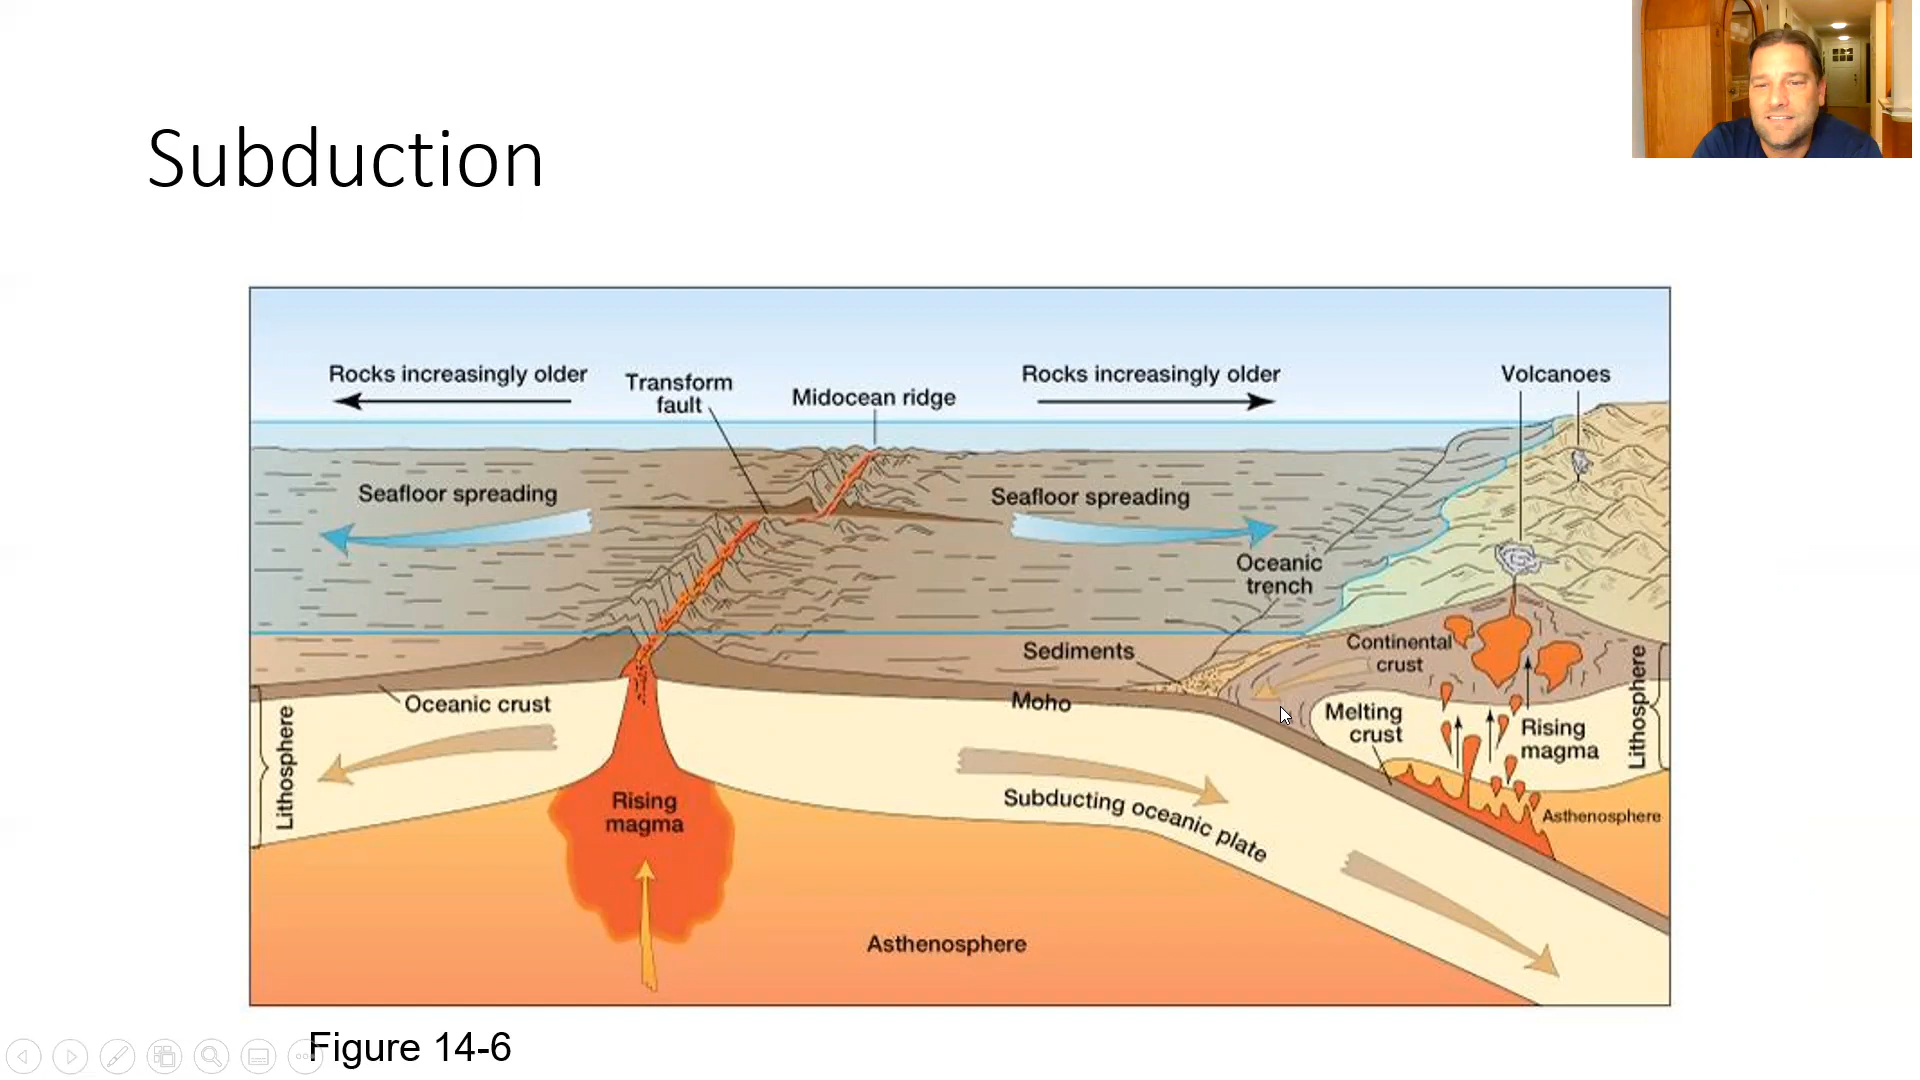 Subduction
Rocks increasingly older
Transform
fault
Midocean ridge
Rocks increasingly older
Volcanoes
Seafloor spreading
Seafloor spreading
Oceanic
trench
Sediments
Continental
crust
Oceanic crust
Moho
Melting
crust
Rising
magma
Lithosphere
Lithosphere
Rising
magma
Subducting oceanic plate
Asthenosphere
Asthenosphere
Figure 14-6